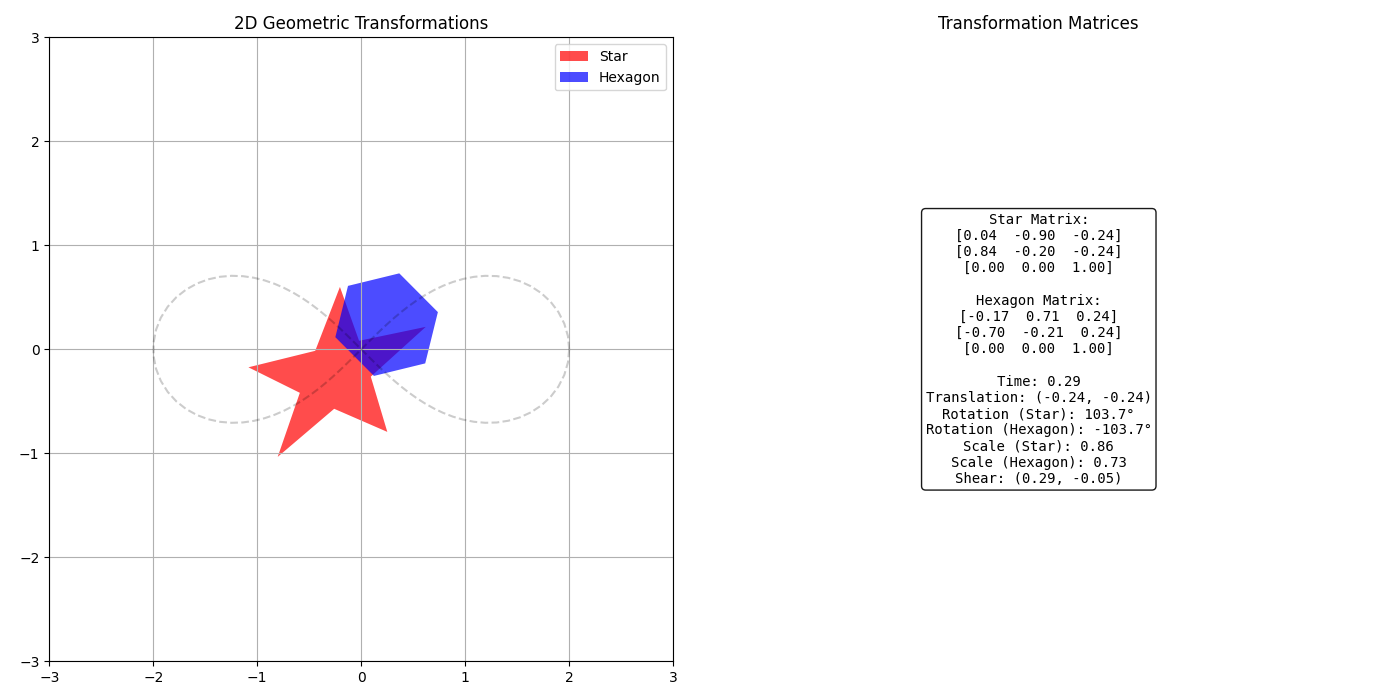 2D Geometric Transformations
3
2
1
0
−1
−2
−3
−3
−2
−1
0
1
2
3
Star
Hexagon
Transformation Matrices
Star Matrix:
[0.04  -0.90  -0.24]
[0.84  -0.20  -0.24]
[0.00  0.00  1.00]
Hexagon Matrix:
[-0.17  0.71  0.24]
[-0.70  -0.21  0.24]
[0.00  0.00  1.00]
Time: 0.29
Translation: (-0.24, -0.24)
Rotation (Star): 103.7°
Rotation (Hexagon): -103.7°
Scale (Star): 0.86
Scale (Hexagon): 0.73
Shear: (0.29, -0.05)